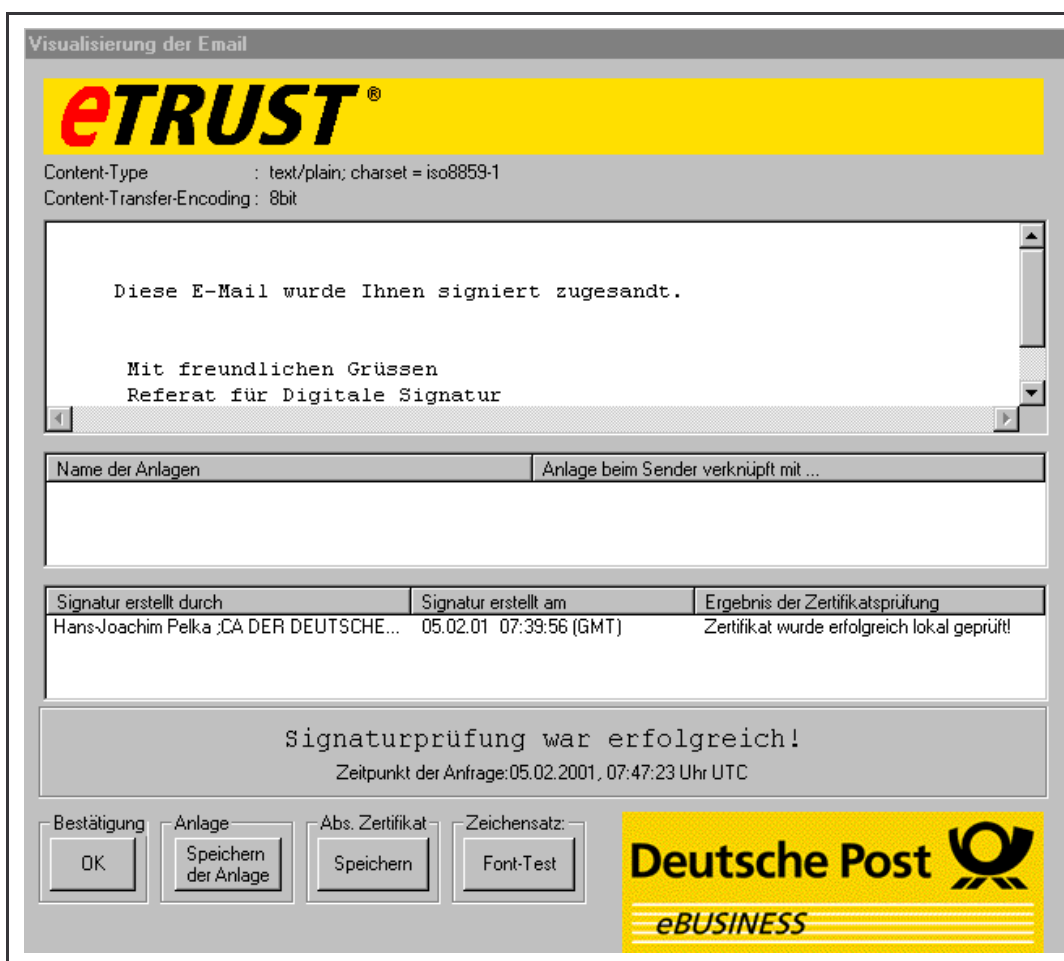 Visualisierung der Email
eTRUST®
Content-Type : text/plain; charset = iso8859-1
Content-Transfer-Encoding : 8bit
Diese E-Mail wurde Ihnen signiert zugesandt.
Mit freundlichen Grüssen
Referat für Digitale Signatur
Name der Anlagen Anlage beim Sender verknüpft mit ...
Signatur erstellt durch Signatur erstellt am Ergebnis der Zertifikatsprüfung
Hans-Joachim Pelka ;CA DER DEUTSCHE... 05.02.01 07:39:56 (GMT) Zertifikat wurde erfolgreich lokal geprüft!
Signaturprüfung war erfolgreich!
Zeitpunkt der Anfrage:05.02.2001, 07:47:23 Uhr UTC
Bestätigung Anlage Abs. Zertifikat Zeichensatz:
OK Speichern der Anlage Speichern Font-Test
Deutsche Post
eBUSINESS